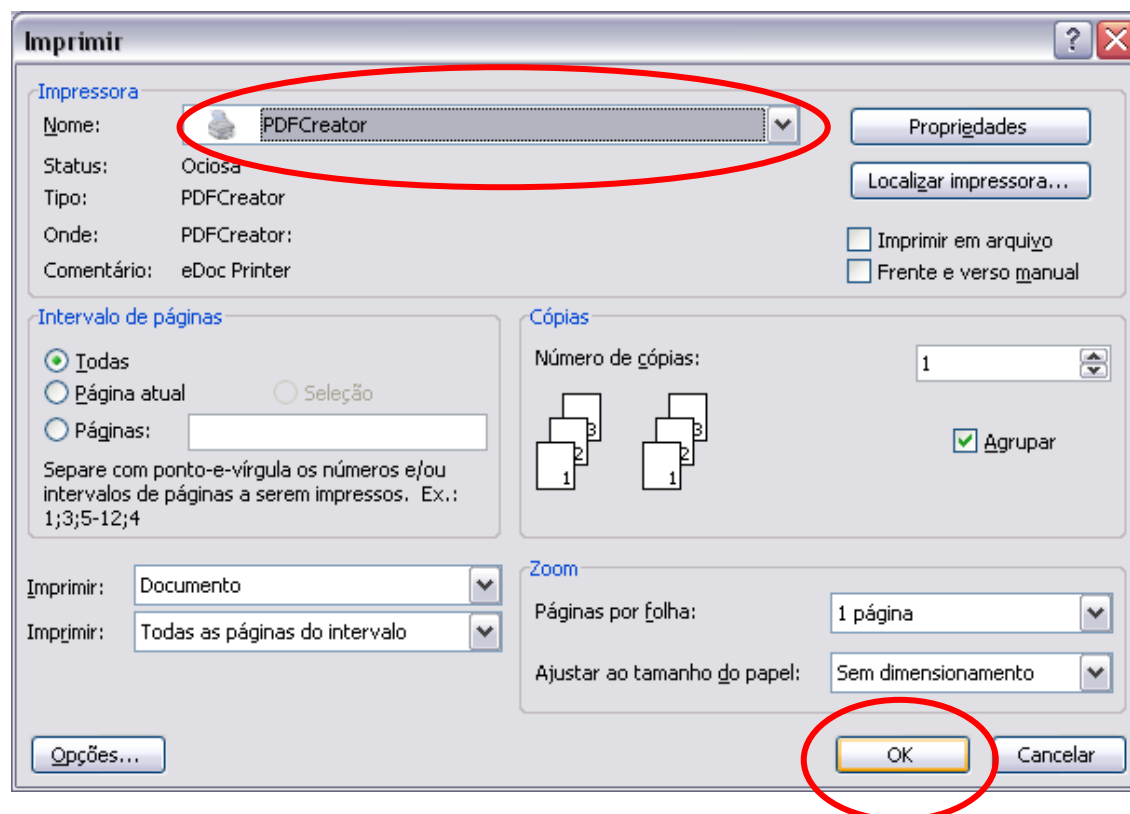 Imprimir
Impressora
Nome: PDFCreator Propriedades
Status: Ociosa Localizar impressora...
Tipo: PDFCreator
Onde: PDFCreator: Imprimir em arquivo
Comentário: eDoc Printer Frente e verso manual
Intervalo de páginas
Todas
Página atual Seleção
Páginas:
Separe com ponto-e-vírgula os números e/ou
intervalos de páginas a serem impressos. Ex.:
1;3;5-12;4
Cópias
Número de cópias: 1
3 3
2 2
1 1
Agrupar
Imprimir: Documento
Imprimir: Todas as páginas do intervalo
Zoom
Páginas por folha: 1 página
Ajustar ao tamanho do papel: Sem dimensionamento
Opções... OK Cancelar